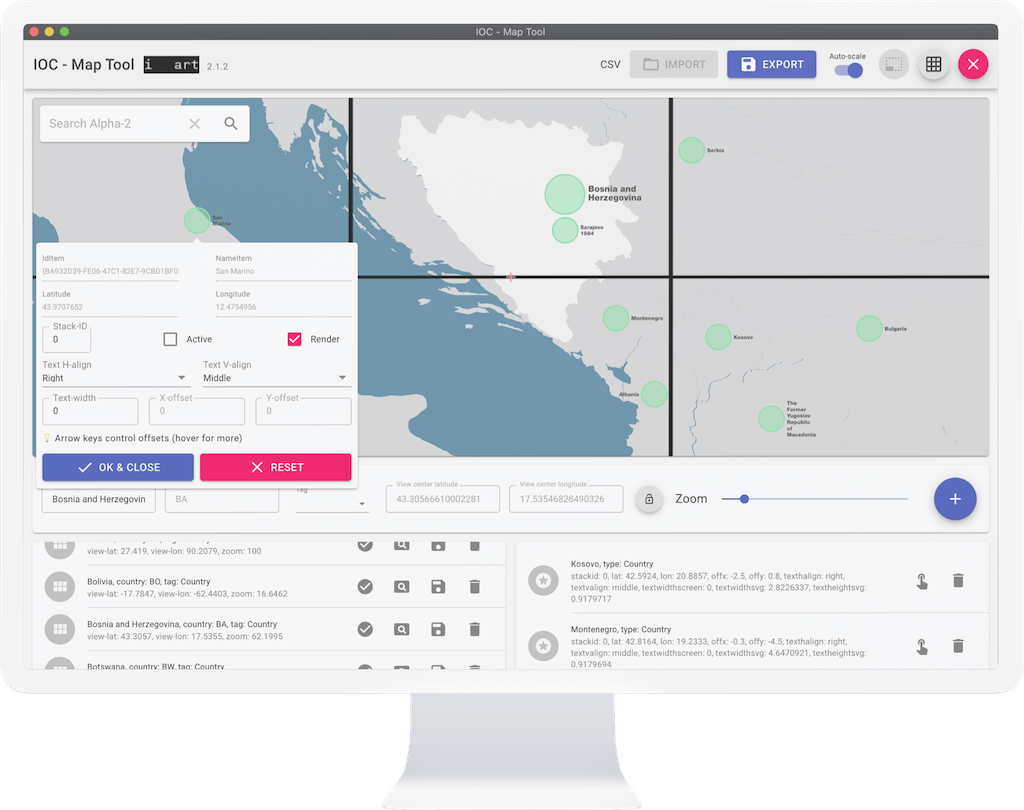 IOC - Map Tool
IOC - Map Tool i art 2.1.2
CSV
IMPORT
EXPORT
Auto-scale
Search Alpha-2
San
Marino
Bosnia and
Herzegovina
Sarajevo
1984
Serbia
Montenegro
Kosovo
Bulgaria
Albania
The
Former
Yugoslav
Republic
of
Macedonia
IdItem
NameItem
{BA932D39-FE06-47C1-82E7-9CBD1BF0
San Marino
Latitude
Longitude
43.9707652
12.4754956
Stack-ID
0
Active
Render
Text H-align
Text V-align
Right
Middle
Text-width
X-offset
Y-offset
0
0
0
Arrow keys control offsets (hover for more)
OK & CLOSE
RESET
Bosnia and Herzegovin
BA
Tag
View center latitude
43.30566610002281
View center longitude
17.53546828490326
Zoom
+
view-lat: 27.419, view-lon: 90.2079, zoom: 100
Bolivia, country: BO, tag: Country
view-lat: -17.7847, view-lon: -62.4403, zoom: 16.6462
Bosnia and Herzegovina, country: BA, tag: Country
view-lat: 43.3057, view-lon: 17.5355, zoom: 62.1995
Botswana, country: BW, tag: Country
Kosovo, type: Country
stackid: 0, lat: 42.5924, lon: 20.8857, offx: -2.5, offy: 0.8, texthalign: right,
textvalign: middle, textwidthscreen: 0, textwidthsvg: 2.8226337, textheightsvg:
0.9179717
Montenegro, type: Country
stackid: 0, lat: 42.8164, lon: 19.2333, offx: -0.3, offy: -4.5, texthalign: right,
textvalign: middle, textwidthscreen: 0, textwidthsvg: 4.6470921, textheightsvg:
0.9179694